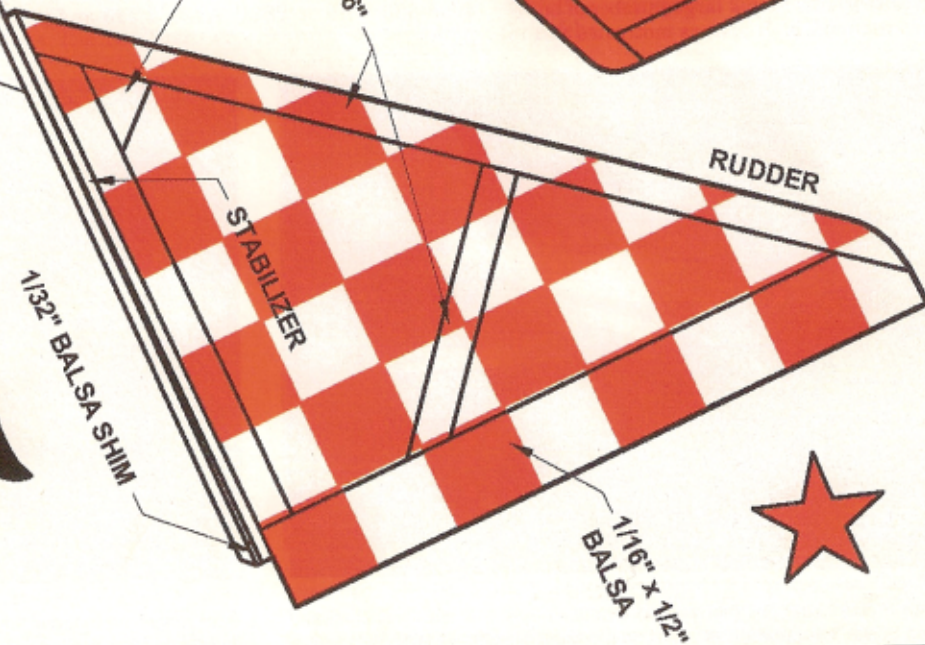 RUDDER
STABILIZER
1/32" BALSA SHIM
1/16" x 1/2"
BALSA